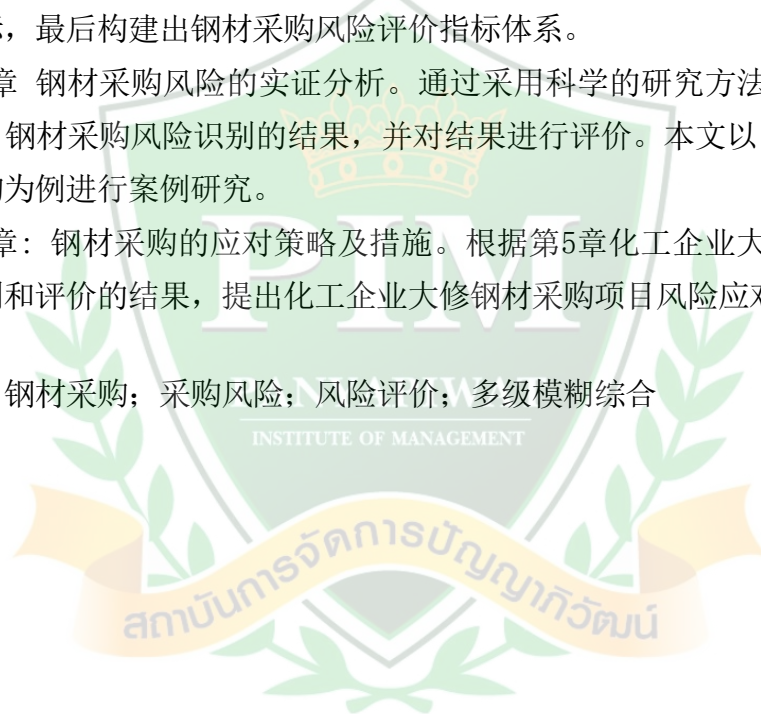 示，最后构建出钢材采购风险评价指标体系。
章 钢材采购风险的实证分析。通过采用科学的研究方法
钢材采购风险识别的结果，并对结果进行评价。本文以
为例进行案例研究。
章：钢材采购的应对策略及措施。根据第5章化工企业大
和评价的结果，提出化工企业大修钢材采购项目风险应
钢材采购；采购风险；风险评价；多级模糊综合
PIM
PANYAPIWAT
INSTITUTE OF MANAGEMENT
สถาบันการจัดการปัญญาภิวัฒน์